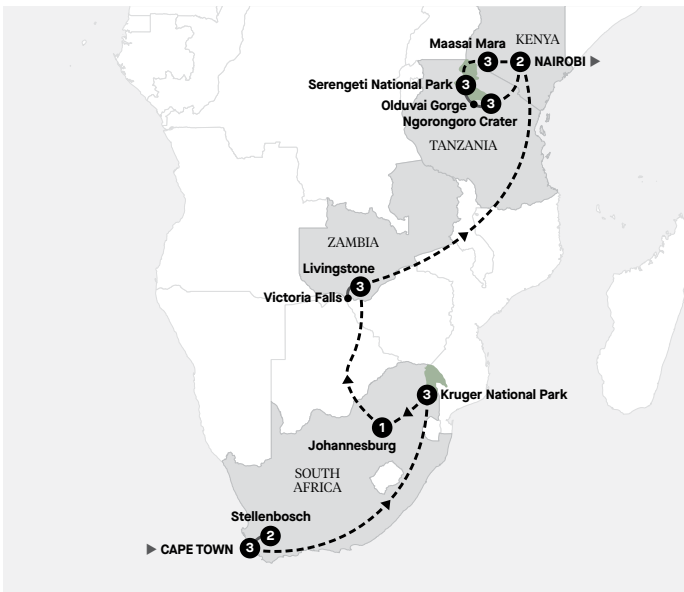 KENYA
Maasai Mara
3
2
NAIROBI ▶
Serengeti National Park
3
Olduvai Gorge
3
Ngorongoro Crater
TANZANIA
ZAMBIA
Livingstone
3
Victoria Falls
3
Kruger National Park
1
Johannesburg
SOUTH
AFRICA
Stellenbosch
2
▶ CAPE TOWN
3